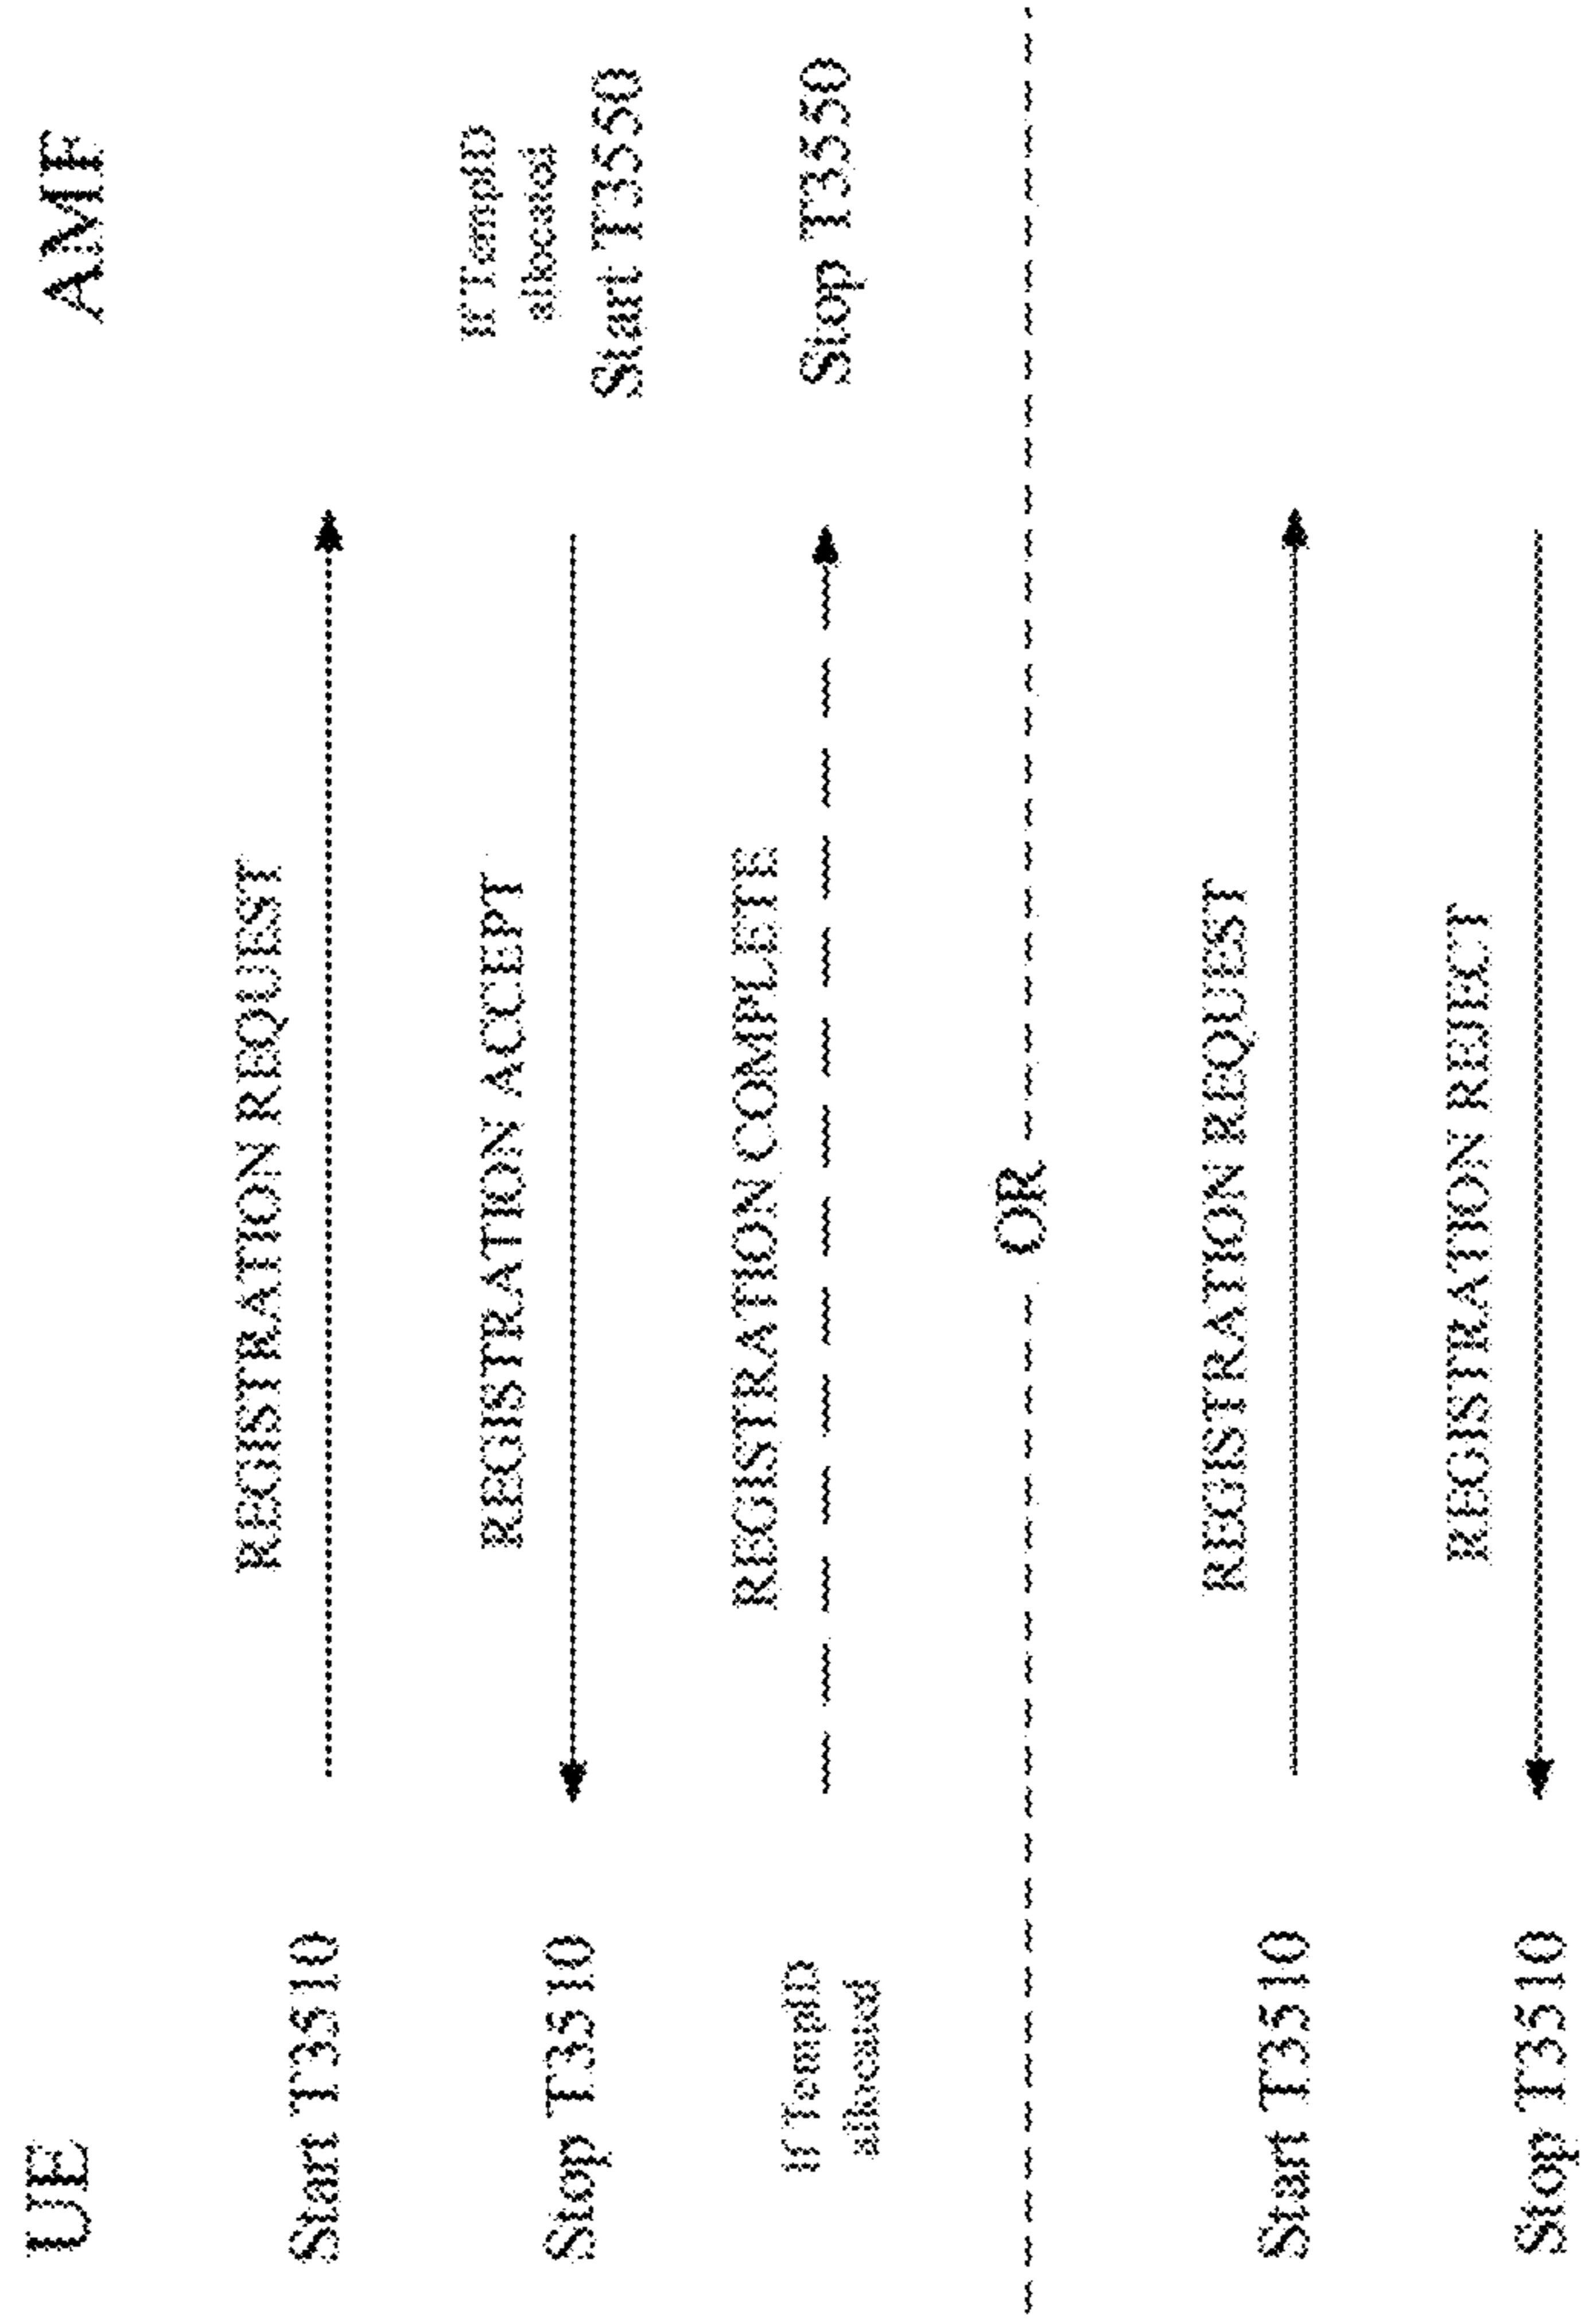 UE
AMF
REGISTRATION REQUEST
Start T3510
REGISTRATION ACCEPT
If TempID
allocated
Stop T3510
Start T3550
REGISTRATION COMPLETE
If TempID
allocated
Stop T3550
OR
REGISTRATION REQUEST
Start T3510
REGISTRATION REJECT
Stop T3510